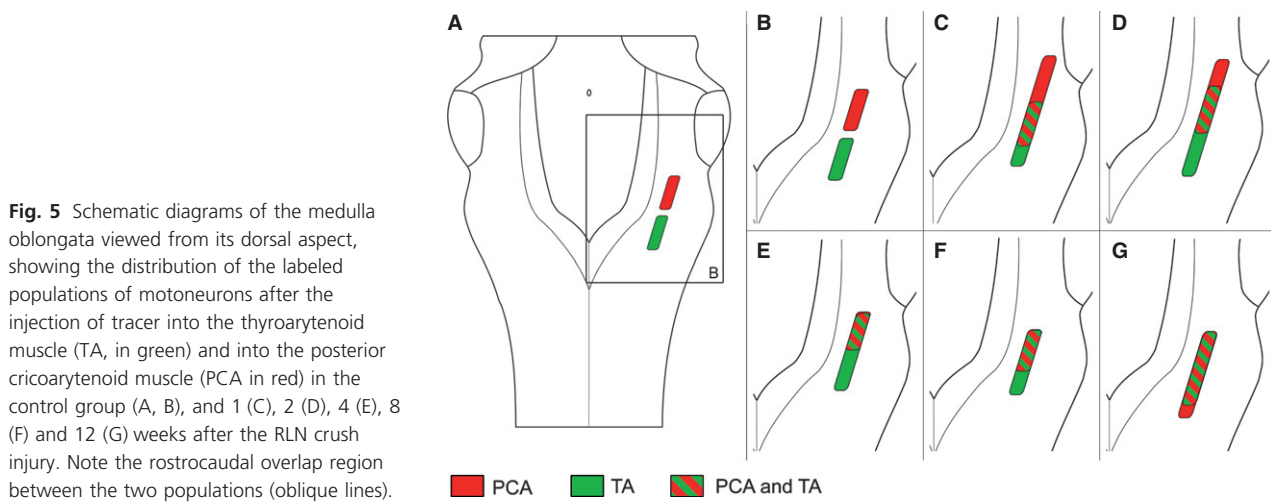 Fig. 5 Schematic diagrams of the medulla
oblongata viewed from its dorsal aspect,
showing the distribution of the labeled
populations of motoneurons after the
injection of tracer into the thyroarytenoid
muscle (TA, in green) and into the posterior
cricoarytenoid muscle (PCA in red) in the
control group (A, B), and 1 (C), 2 (D), 4 (E), 8
(F) and 12 (G) weeks after the RLN crush
injury. Note the rostrocaudal overlap region
between the two populations (oblique lines).
A
B
B
C
D
E
F
G
PCA
TA
PCA and TA